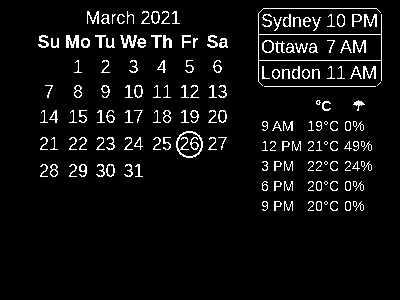 March 2021
Su Mo Tu We Th Fr Sa
1 2 3 4 5 6
7 8 9 10 11 12 13
14 15 16 17 18 19 20
21 22 23 24 25 26 27
28 29 30 31
Sydney 10 PM
Ottawa 7 AM
London 11 AM
°C
9 AM 19°C 0%
12 PM 21°C 49%
3 PM 22°C 24%
6 PM 20°C 0%
9 PM 20°C 0%